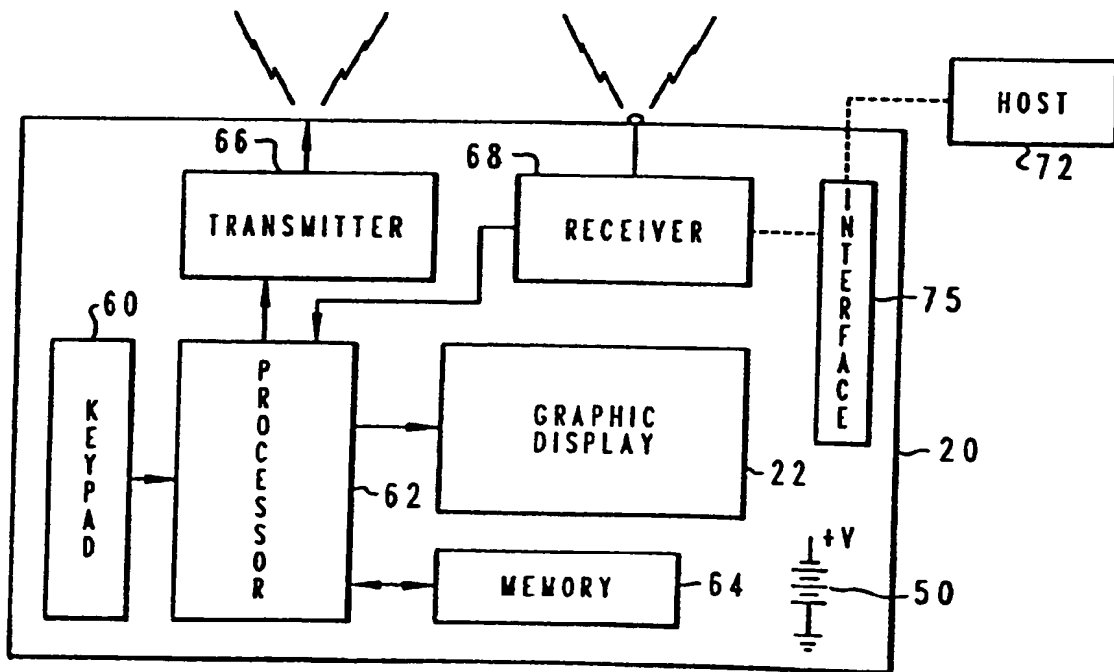 HOST
72
66
68
TRANSMITTER
RECEIVER
INTERFACE
75
60
KEYPAD
PROCESSOR
62
GRAPHIC
DISPLAY
22
20
MEMORY
64
+V
50